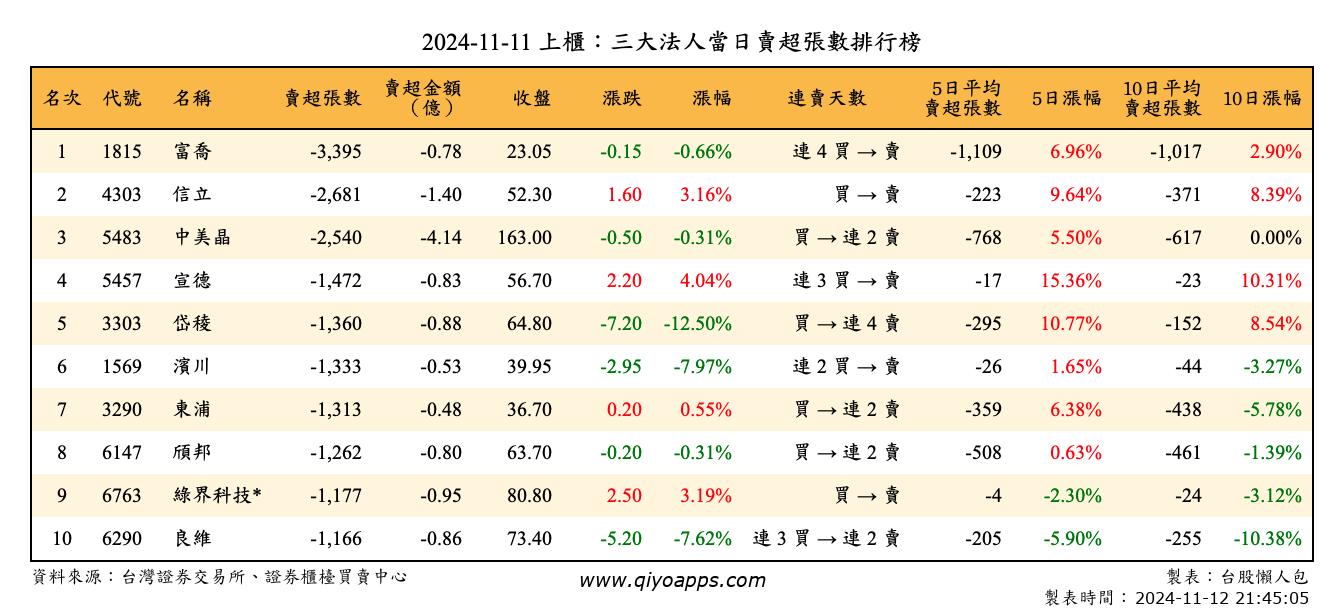 2024-11-11 上櫃：三大法人當日賣超張數排行榜
名次 代號 名稱 賣超張數 賣超金額（億） 收盤 漲跌 漲幅 連賣天數 5日平均賣超張數 5日漲幅 10日平均賣超張數 10日漲幅
1 1815 富喬 -3,395 -0.78 23.05 -0.15 -0.66% 連 4 買 → 賣 -1,109 6.96% -1,017 2.90%
2 4303 信立 -2,681 -1.40 52.30 1.60 3.16% 買 → 賣 -223 9.64% -371 8.39%
3 5483 中美晶 -2,540 -4.14 163.00 -0.50 -0.31% 買 → 連 2 賣 -768 5.50% -617 0.00%
4 5457 宣德 -1,472 -0.83 56.70 2.20 4.04% 連 3 買 → 賣 -17 15.36% -23 10.31%
5 3303 岱稜 -1,360 -0.88 64.80 -7.20 -12.50% 買 → 連 4 賣 -295 10.77% -152 8.54%
6 1569 濱川 -1,333 -0.53 39.95 -2.95 -7.97% 連 2 買 → 賣 -26 1.65% -44 -3.27%
7 3290 東浦 -1,313 -0.48 36.70 0.20 0.55% 買 → 連 2 賣 -359 6.38% -438 -5.78%
8 6147 頎邦 -1,262 -0.80 63.70 -0.20 -0.31% 買 → 連 2 賣 -508 0.63% -461 -1.39%
9 6763 綠界科技* -1,177 -0.95 80.80 2.50 3.19% 買 → 賣 -4 -2.30% -24 -3.12%
10 6290 良維 -1,166 -0.86 73.40 -5.20 -7.62% 連 3 買 → 連 2 賣 -205 -5.90% -255 -10.38%
資料來源：台灣證券交易所、證券櫃檯買賣中心 www.qiyoapps.com 製表：台股懶人包
製表時間：2024-11-12 21:45:05